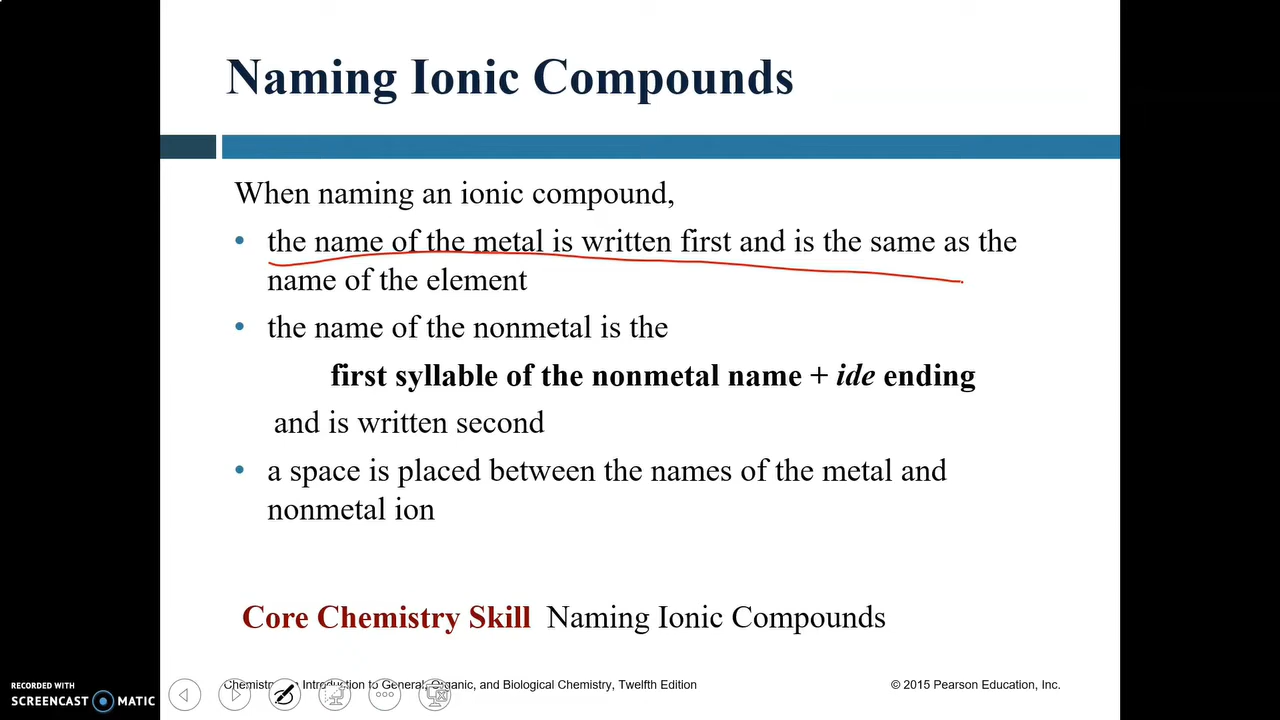 Naming Ionic Compounds
When naming an ionic compound,
• the name of the metal is written first and is the same as the
name of the element
• the name of the nonmetal is the
first syllable of the nonmetal name + ide ending
and is written second
• a space is placed between the names of the metal and
nonmetal ion
Core Chemistry Skill Naming Ionic Compounds
RECORDED WITH
SCREENCAST MATIC
Introduction to General, Organic, and Biological Chemistry, Twelfth Edition
© 2015 Pearson Education, Inc.